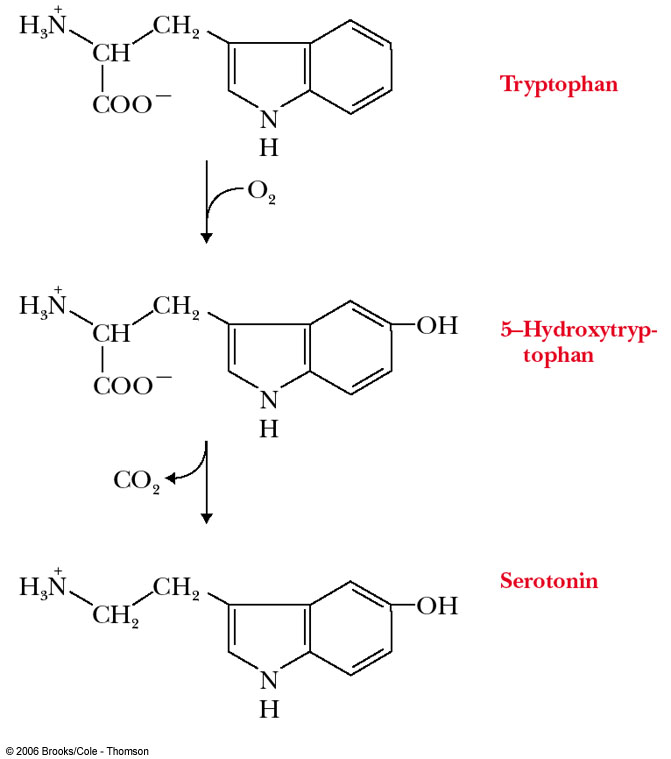 H₃N⁺ CH₂
CH
COO⁻
N
H
Tryptophan
O₂
H₃N⁺ CH₂ OH
CH
COO⁻
N
H
5–Hydroxytryp-
tophan
CO₂
H₃N⁺ CH₂ OH
CH₂
N
H
Serotonin
© 2006 Brooks/Cole - Thomson